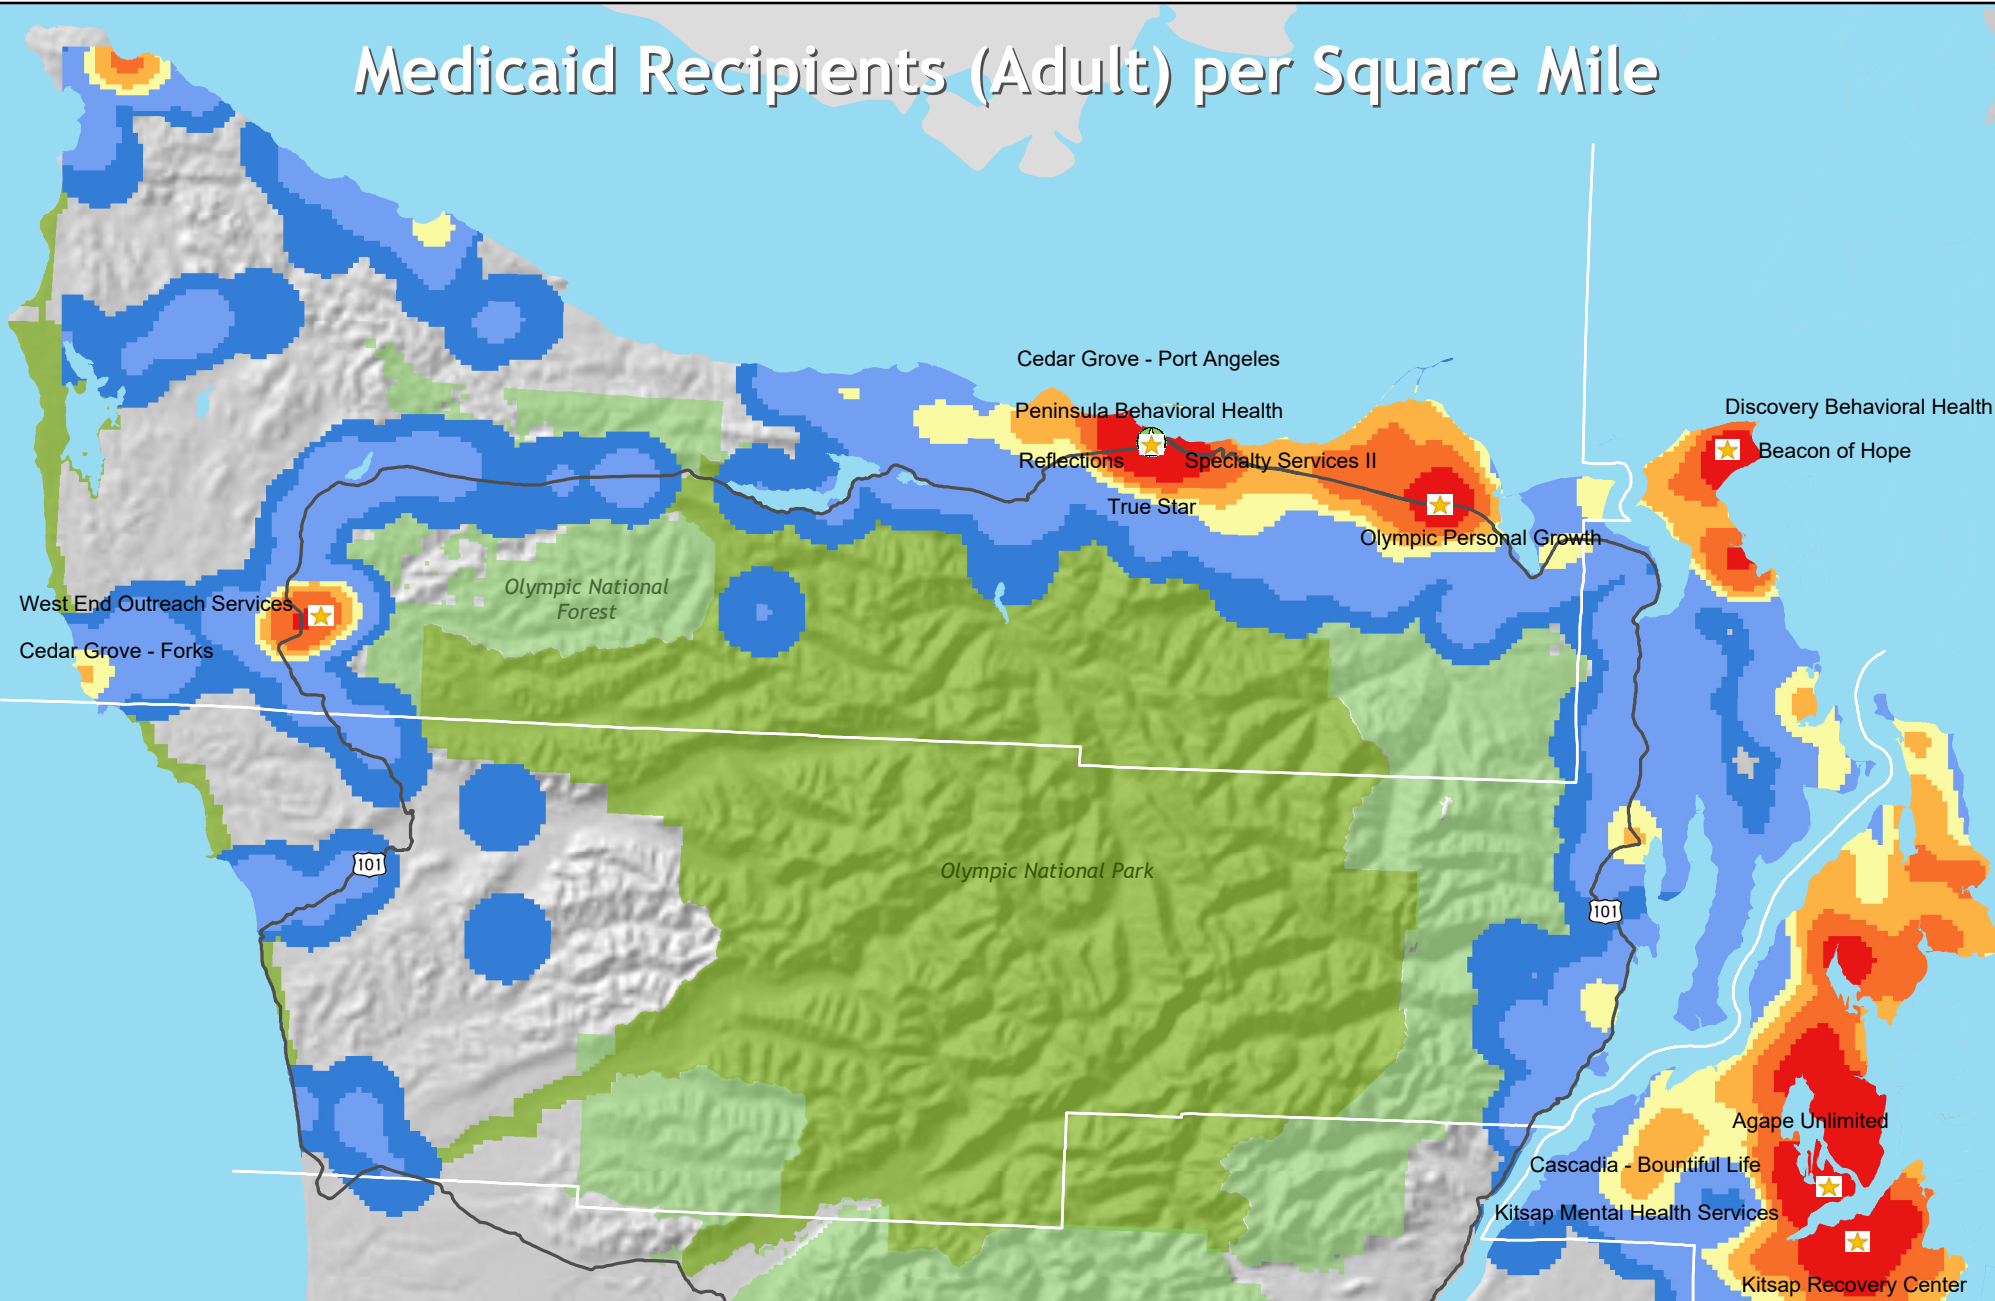 Medicaid Recipients (Adult) per Square Mile
Cedar Grove - Port Angeles
Peninsula Behavioral Health
Discovery Behavioral Health
Beacon of Hope
Reflections
Specialty Services II
True Star
Olympic Personal Growth
Olympic National
Forest
West End Outreach Services
Cedar Grove - Forks
101
Olympic National Park
101
Agape Unlimited
Cascadia - Bountiful Life
Kitsap Mental Health Services
Kitsap Recovery Center